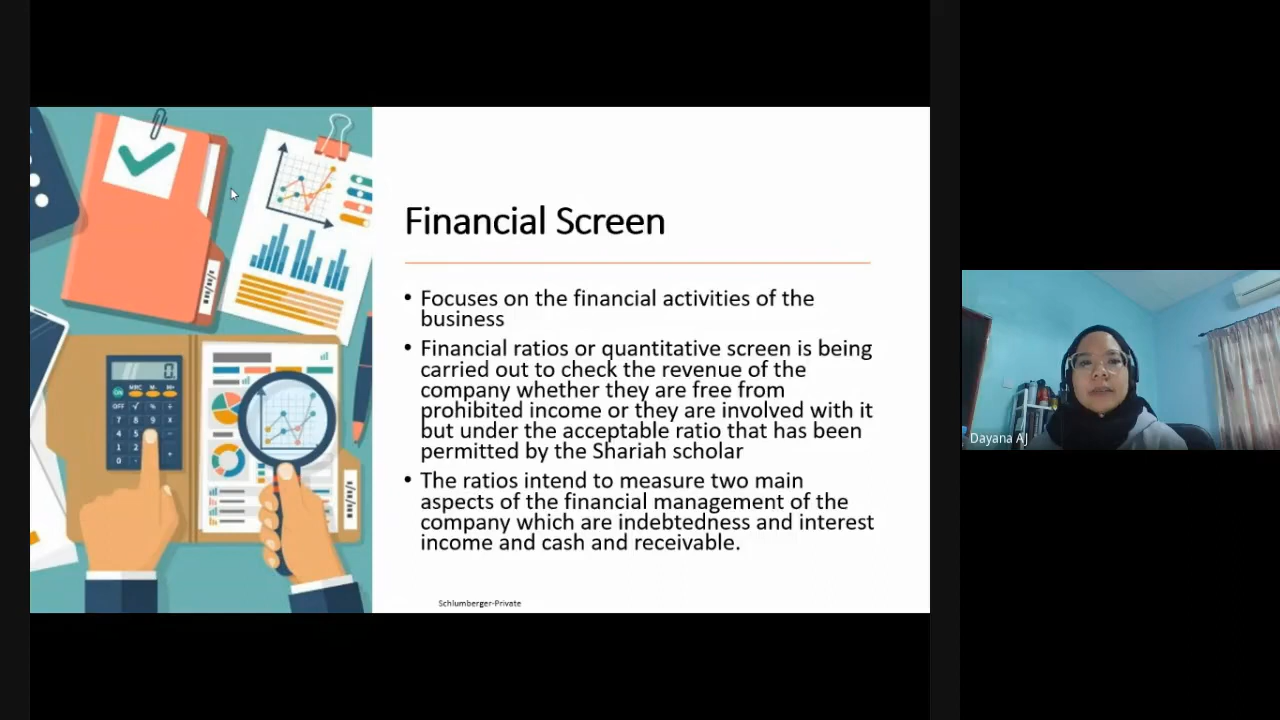 Financial Screen
• Focuses on the financial activities of the
business
• Financial ratios or quantitative screen is being
carried out to check the revenue of the
company whether they are free from
prohibited income or they are involved with it
but under the acceptable ratio that has been
permitted by the Shariah scholar
• The ratios intend to measure two main
aspects of the financial management of the
company which are indebtedness and interest
income and cash and receivable.
Schlumberger-Private
Dayana AJ